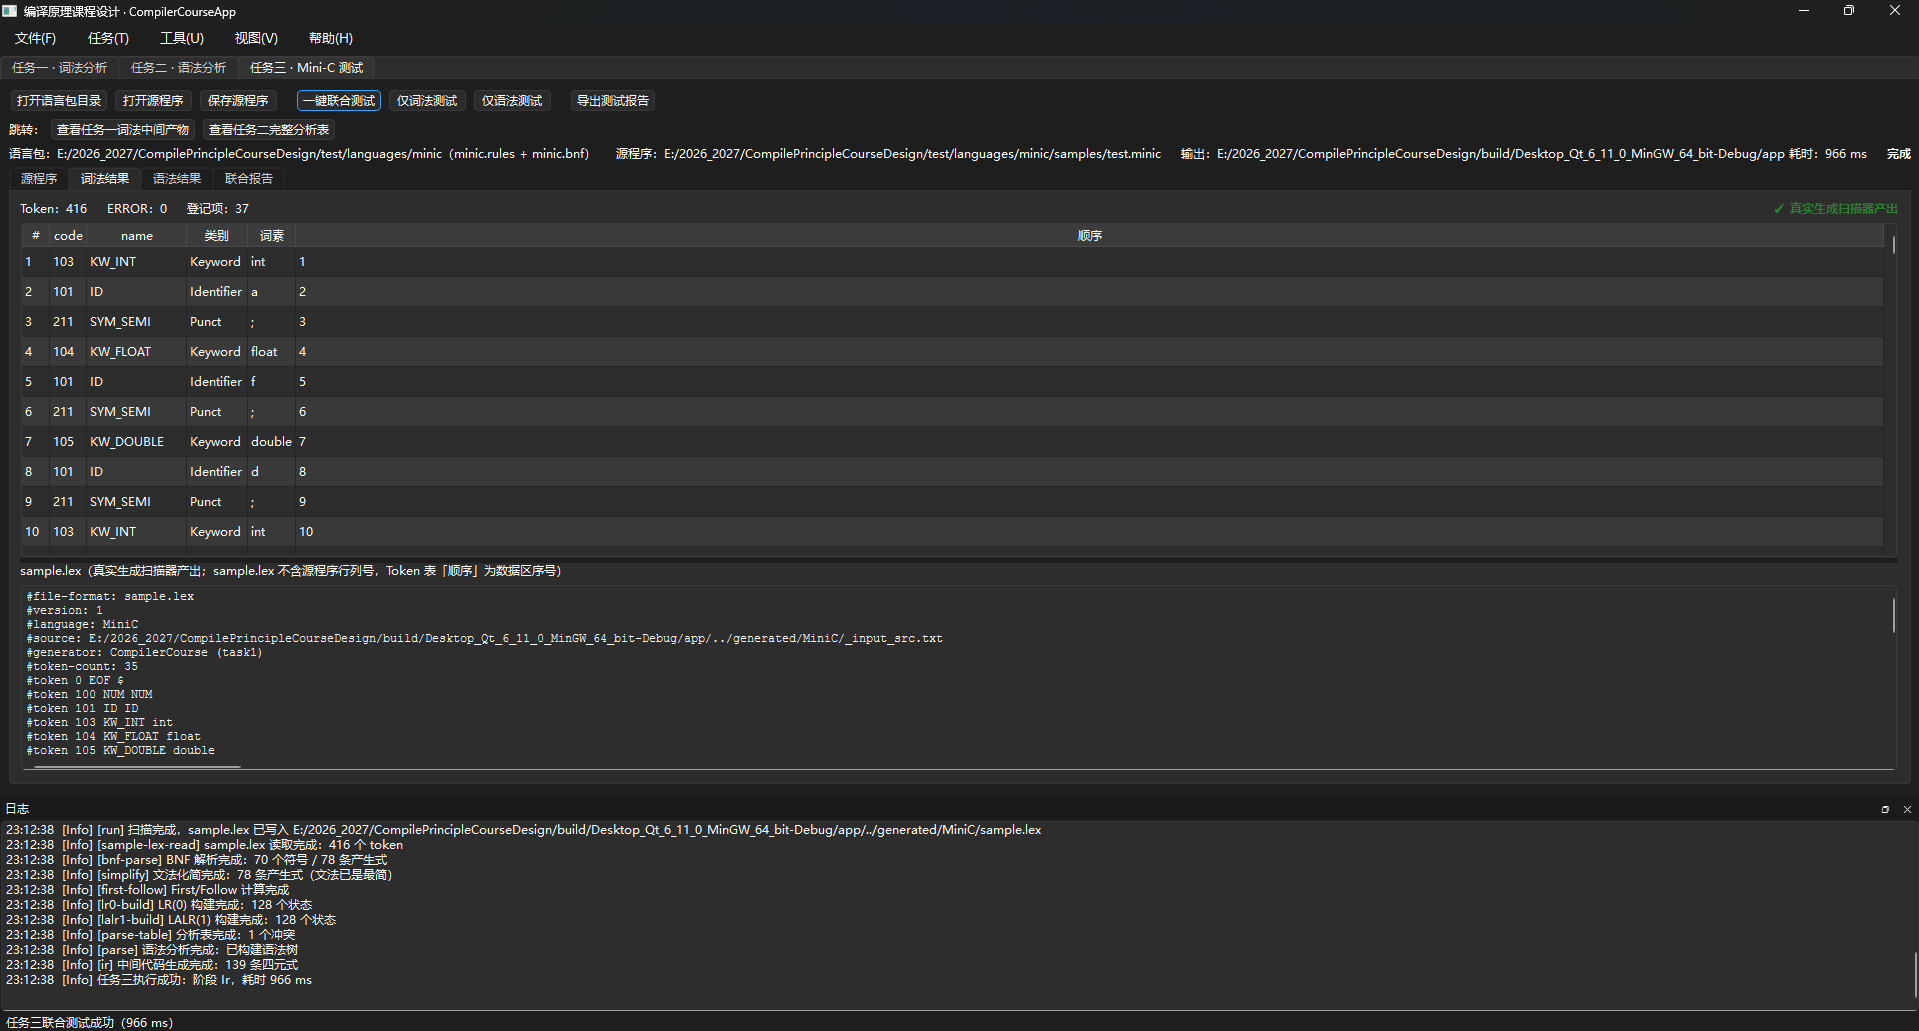 编译原理课程设计 · CompilerCourseApp
文件(F) 任务(T) 工具(U) 视图(V) 帮助(H)
任务一 · 词法分析 任务二 · 语法分析 任务三 · Mini-C 测试
打开语言包目录 打开源程序 保存源程序 一键联合测试 仅词法测试 仅语法测试 导出测试报告
跳转： 查看任务一词法中间产物 查看任务二完整分析表
语言包：E:/2026_2027/CompilePrincipleCourseDesign/test/languages/minic（minic.rules + minic.bnf） 源程序：E:/2026_2027/CompilePrincipleCourseDesign/test/languages/minic/samples/test.minic 输出：E:/2026_2027/CompilePrincipleCourseDesign/build/Desktop_Qt_6_11_0_MinGW_64_bit-Debug/app 耗时：966 ms 完成
源程序 词法结果 语法结果 联合报告
Token：416 ERROR：0 登记项：37 ✓ 真实生成扫描器产出
# code name 类别 词素 顺序
1 103 KW_INT Keyword int 1
2 101 ID Identifier a 2
3 211 SYM_SEMI Punct ; 3
4 104 KW_FLOAT Keyword float 4
5 101 ID Identifier f 5
6 211 SYM_SEMI Punct ; 6
7 105 KW_DOUBLE Keyword double 7
8 101 ID Identifier d 8
9 211 SYM_SEMI Punct ; 9
10 103 KW_INT Keyword int 10
sample.lex（真实生成扫描器产出；sample.lex 不含源程序行列号，Token 表「顺序」为数据区序号）
#file-format: sample.lex
#version: 1
#language: MiniC
#source: E:/2026_2027/CompilePrincipleCourseDesign/build/Desktop_Qt_6_11_0_MinGW_64_bit-Debug/app/../generated/MiniC/_input_src.txt
#generator: CompilerCourse (task1)
#token-count: 35
#token 0 EOF $
#token 100 NUM NUM
#token 101 ID ID
#token 103 KW_INT int
#token 104 KW_FLOAT float
#token 105 KW_DOUBLE double
日志
23:12:38 [Info] [run] 扫描完成，sample.lex 已写入 E:/2026_2027/CompilePrincipleCourseDesign/build/Desktop_Qt_6_11_0_MinGW_64_bit-Debug/app/../generated/MiniC/sample.lex
23:12:38 [Info] [sample-lex-read] sample.lex 读取完成：416 个 token
23:12:38 [Info] [bnf-parse] BNF 解析完成：70 个符号 / 78 条产生式
23:12:38 [Info] [simplify] 文法化简完成：78 条产生式（文法已是最简）
23:12:38 [Info] [first-follow] First/Follow 计算完成
23:12:38 [Info] [lr0-build] LR(0) 构建完成：128 个状态
23:12:38 [Info] [lalr1-build] LALR(1) 构建完成：128 个状态
23:12:38 [Info] [parse-table] 分析表完成：1 个冲突
23:12:38 [Info] [parse] 语法分析完成：已构建语法树
23:12:38 [Info] [ir] 中间代码生成完成：139 条四元式
23:12:38 [Info] 任务三执行成功：阶段 Ir，耗时 966 ms
任务三联合测试成功（966 ms）